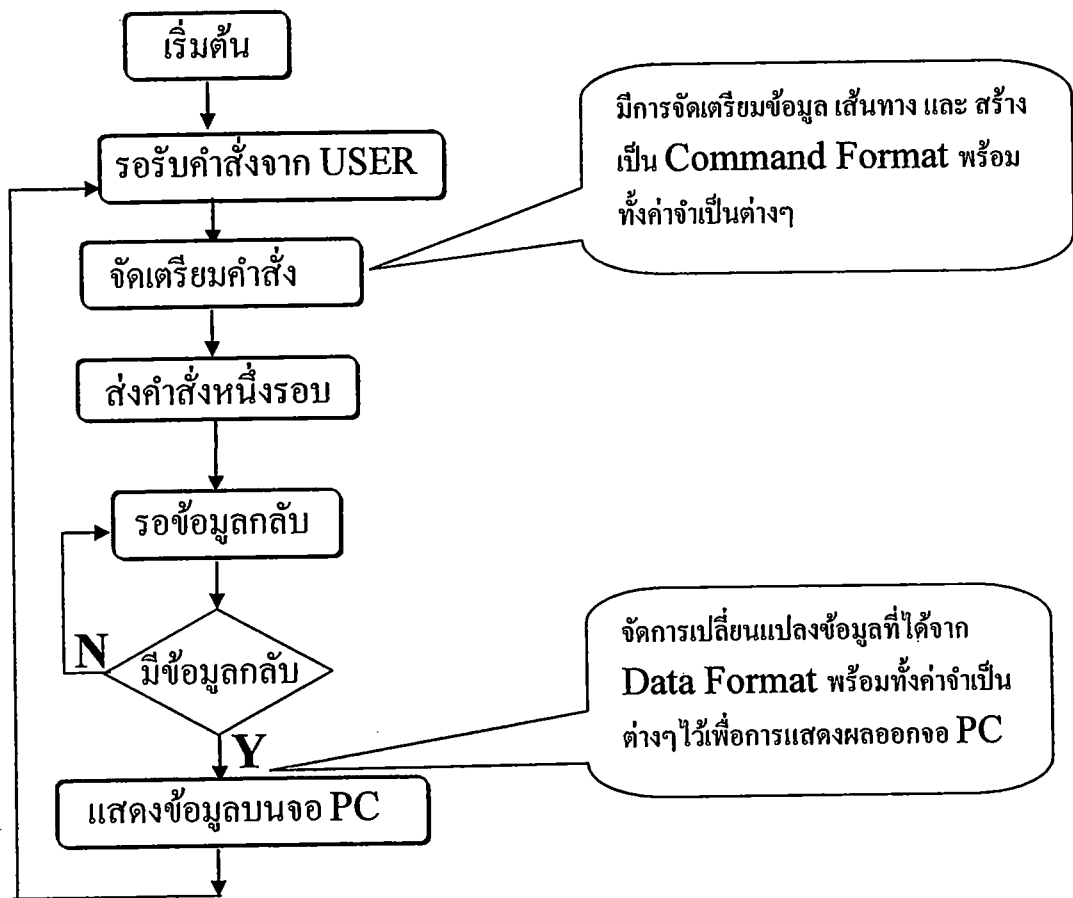 เริ่มต้น
รอรับคำสั่งจาก USER
มีการจัดเตรียมข้อมูล เส้นทาง และ สร้าง
เป็น Command Format พร้อม
ทั้งค่าจำเป็นต่างๆ
จัดเตรียมคำสั่ง
ส่งคำสั่งหนึ่งรอบ
รอข้อมูลกลับ
N
มีข้อมูลกลับ
Y
จัดการเปลี่ยนแปลงข้อมูลที่ได้จาก
Data Format พร้อมทั้งค่าจำเป็น
ต่างๆไว้เพื่อการแสดงผลออกจอ PC
แสดงข้อมูลบนจอ PC